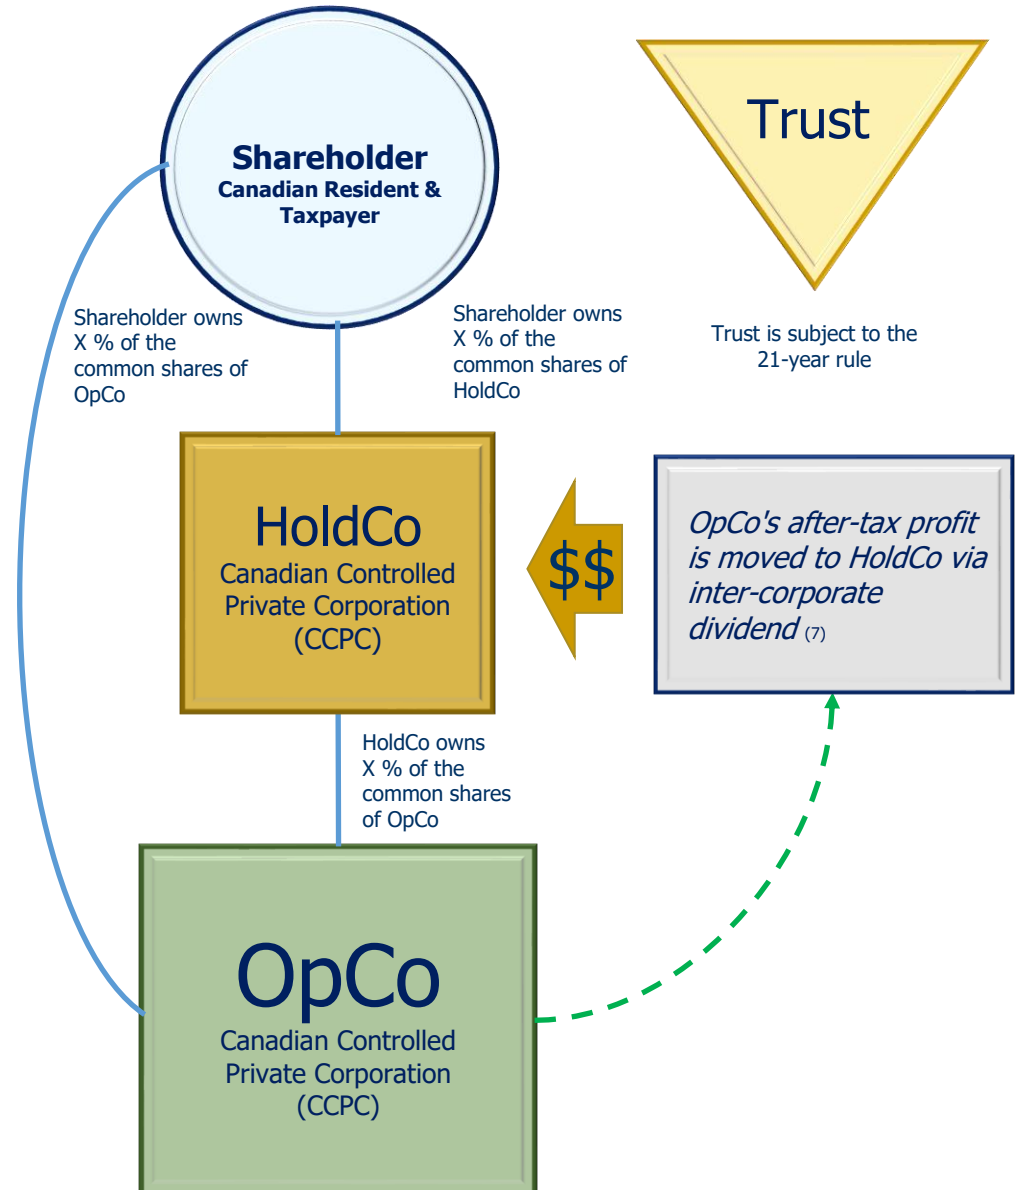 Shareholder
Canadian Resident &
Taxpayer
Trust
Shareholder owns
X % of the
common shares of
OpCo
Shareholder owns
X % of the
common shares of
HoldCo
Trust is subject to the
21-year rule
HoldCo
Canadian Controlled
Private Corporation
(CCPC)
$$
OpCo's after-tax profit
is moved to HoldCo via
inter-corporate
dividend (7)
HoldCo owns
X % of the
common shares
of OpCo
OpCo
Canadian Controlled
Private Corporation
(CCPC)